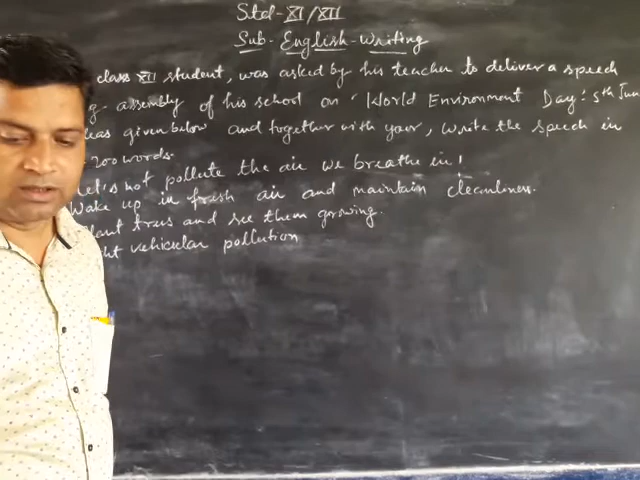 Std - XI/XII
Sub - English - Writing
class XII student, was asked by his teacher to deliver a speech
g - assembly of his school on 'World Environment Day: 5th Jun
eas given below and together with your, write the speech in
- 200 words.
Let's not pollute the air we breathe in!
Wake up in fresh air and maintain cleanliness.
lant trees and see them growing.
ht vehicular pollution